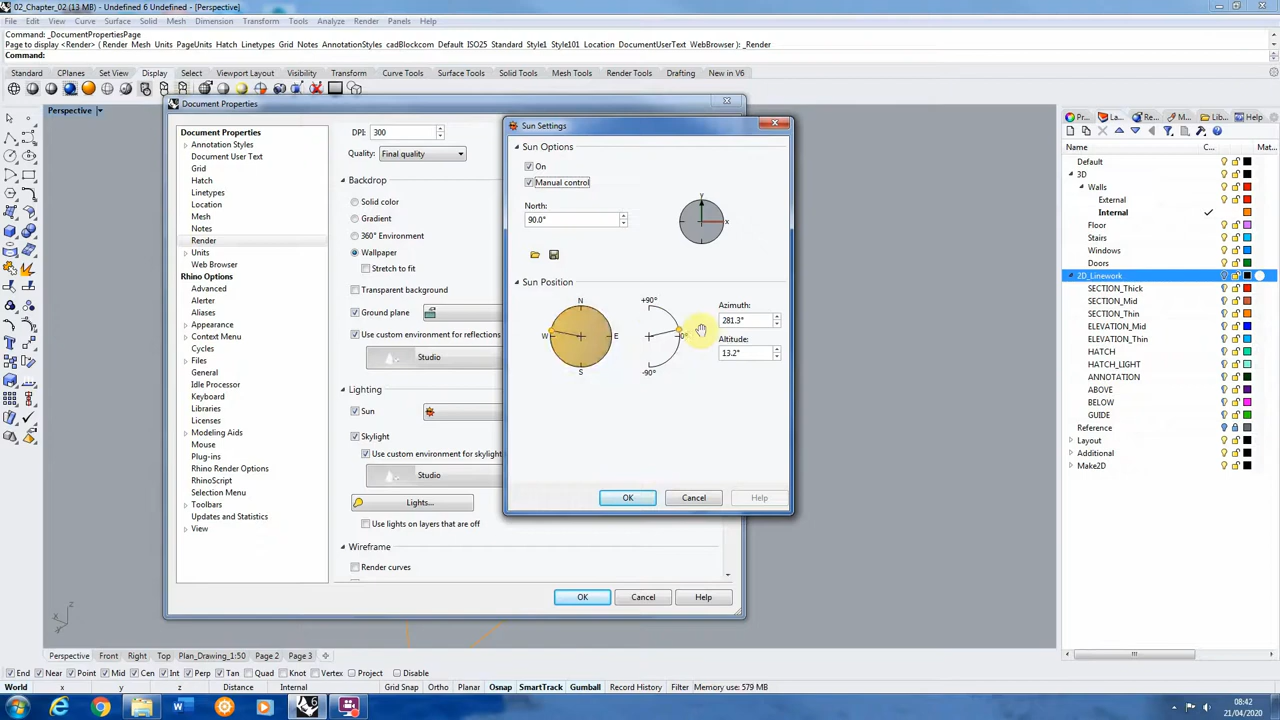 02_Chapter_02 (13 MB) - Undefined 6 Undefined - [Perspective]
File Edit View Curve Surface Solid Mesh Dimension Transform Tools Analyze Render Panels Help
Command: _DocumentPropertiesPage
Page to display <Render> ( Render Mesh Units PageUnits Hatch Linetypes Grid Notes AnnotationStyles cadBlockcom Default ISO25 Standard Style1 Style101 Location DocumentUserText WebBrowser ): _Render
Command:
Standard CPlanes Set View Display Select Viewport Layout Visibility Transform Curve Tools Surface Tools Solid Tools Mesh Tools Render Tools Drafting New in V6
Perspective
Document Properties
Document Properties
Annotation Styles
Document User Text
Grid
Hatch
Linetypes
Location
Mesh
Notes
Render
Units
Web Browser
Rhino Options
Advanced
Alerter
Aliases
Appearance
Context Menu
Cycles
Files
General
Idle Processor
Keyboard
Libraries
Licenses
Modeling Aids
Mouse
Plug-ins
Rhino Render Options
RhinoScript
Selection Menu
Toolbars
Updates and Statistics
View
DPI: 300
Quality: Final quality
Backdrop
Solid color
Gradient
360° Environment
Wallpaper
Stretch to fit
Transparent background
Ground plane
Use custom environment for reflections
Studio
Lighting
Sun
Skylight
Use custom environment for skylight
Studio
Lights...
Use lights on layers that are off
Wireframe
Render curves
OK Cancel Help
Sun Settings
Sun Options
On
Manual control
North:
90.0°
y
x
Sun Position
N
W E
S
+90°
0°
-90°
Azimuth:
281.3°
Altitude:
13.2°
OK Cancel Help
Pr... La... Re... Li... Help
Name C... Mat...
Default
3D
Walls
External
Internal
Floor
Stairs
Windows
Doors
2D_Linework
SECTION_Thick
SECTION_Mid
SECTION_Thin
ELEVATION_Mid
ELEVATION_Thin
HATCH
HATCH_LIGHT
ANNOTATION
ABOVE
BELOW
GUIDE
Reference
Layout
Additional
Make2D
z
x y
Perspective Front Right Top Plan_Drawing_1:50 Page 2 Page 3
End Near Point Mid Cen Int Perp Tan Quad Knot Vertex Project Disable
World x y z Distance Internal Grid Snap Ortho Planar Osnap SmartTrack Gumball Record History Filter Memory use: 579 MB
08:42
21/04/2020